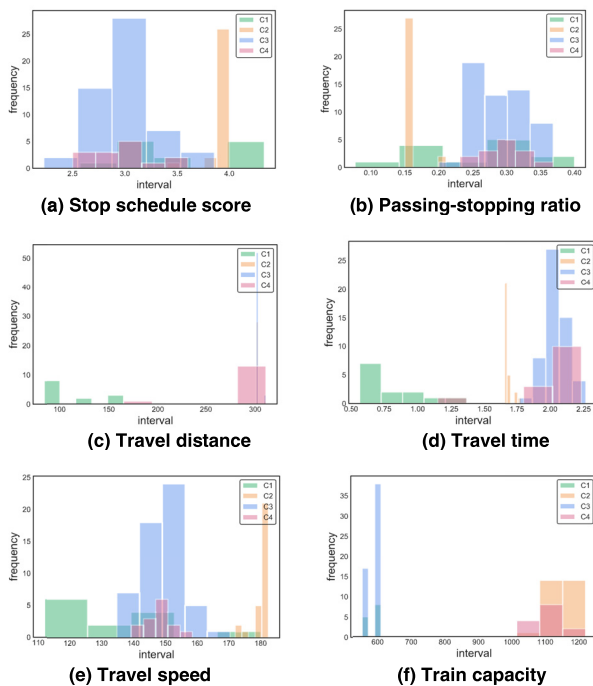 frequency
25
20
15
10
5
0
2.5
3.0
3.5
4.0
interval
C1
C2
C3
C4
(a) Stop schedule score
frequency
25
20
15
10
5
0
0.10
0.15
0.20
0.25
0.30
0.35
0.40
interval
C1
C2
C3
C4
(b) Passing-stopping ratio
frequency
50
40
30
20
10
0
100
150
200
250
300
interval
C1
C2
C3
C4
(c) Travel distance
frequency
25
20
15
10
5
0
0.50
0.75
1.00
1.25
1.50
1.75
2.00
2.25
interval
C1
C2
C3
C4
(d) Travel time
frequency
25
20
15
10
5
0
110
120
130
140
150
160
170
180
interval
C1
C2
C3
C4
(e) Travel speed
frequency
35
30
25
20
15
10
5
0
600
700
800
900
1000
1100
1200
interval
C1
C2
C3
C4
(f) Train capacity